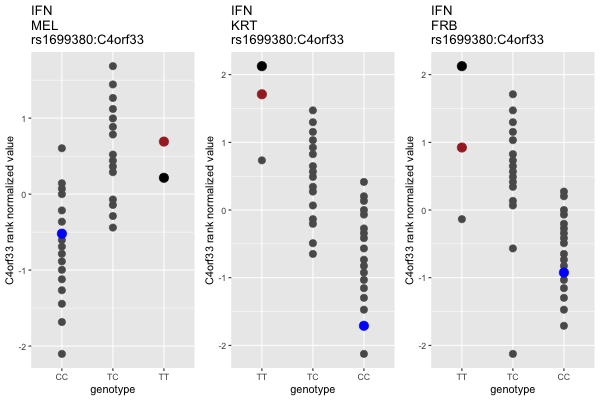 IFN
MEL
rs1699380:C4orf33
C4orf33 rank normalized value
1
0
-1
-2
CC
TC
TT
genotype
IFN
KRT
rs1699380:C4orf33
C4orf33 rank normalized value
2
1
0
-1
-2
TT
TC
CC
genotype
IFN
FRB
rs1699380:C4orf33
C4orf33 rank normalized value
2
1
0
-1
-2
TT
TC
CC
genotype